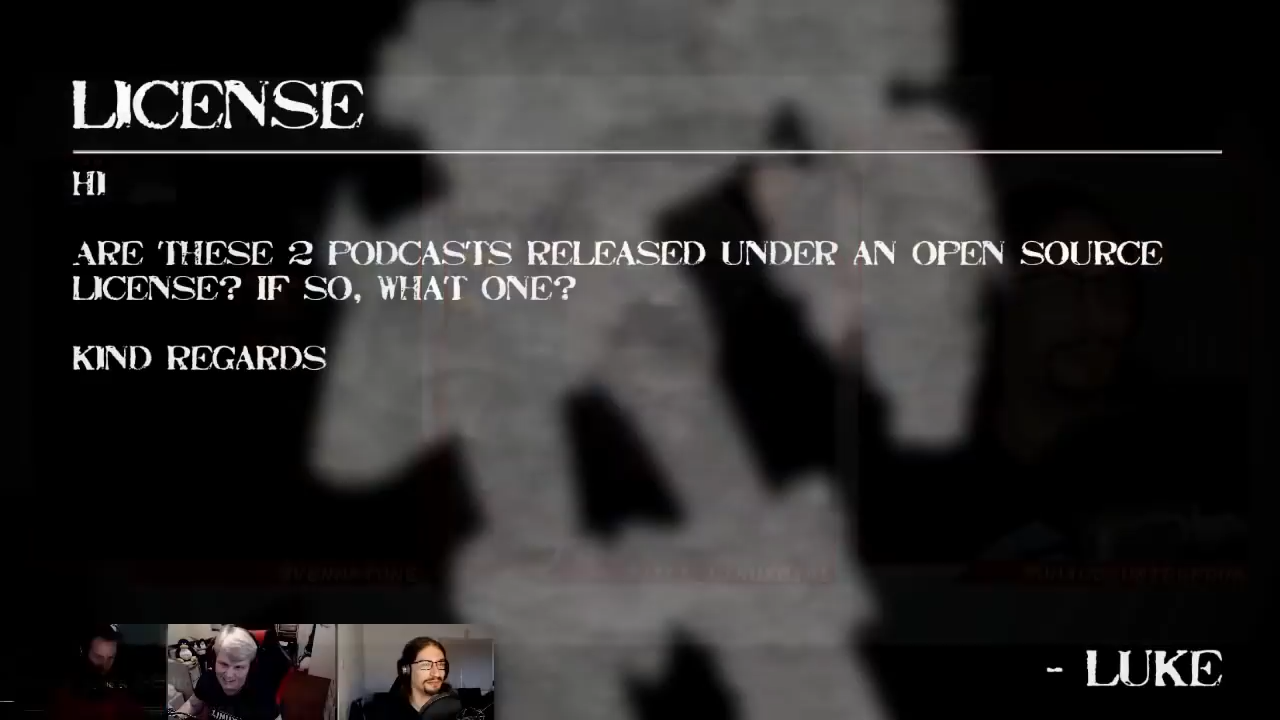 LICENSE
HI
ARE THESE 2 PODCASTS RELEASED UNDER AN OPEN SOURCE
LICENSE? IF SO, WHAT ONE?
KIND REGARDS
- LUKE